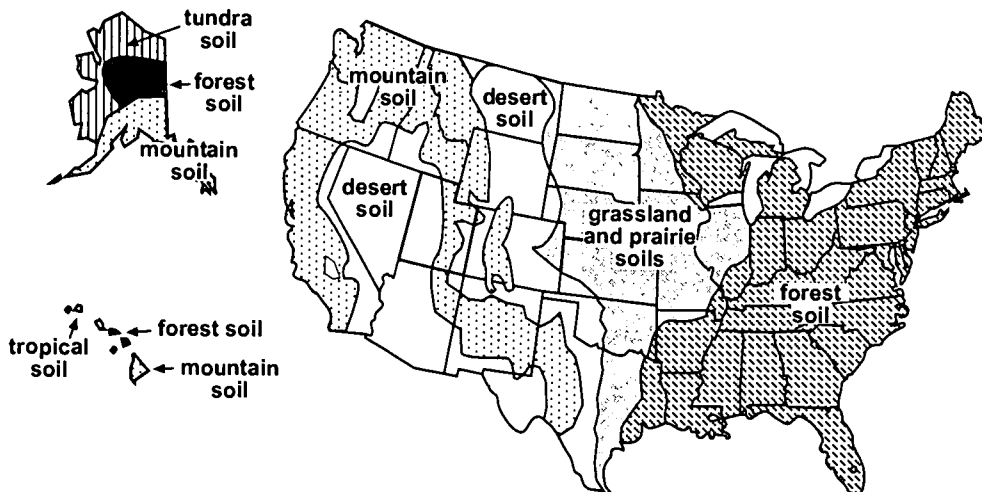 tundra
soil
forest
soil
mountain
soil
mountain
soil
desert
soil
desert
soil
grassland
and prairie
soils
forest
soil
tropical
soil
forest soil
mountain
soil